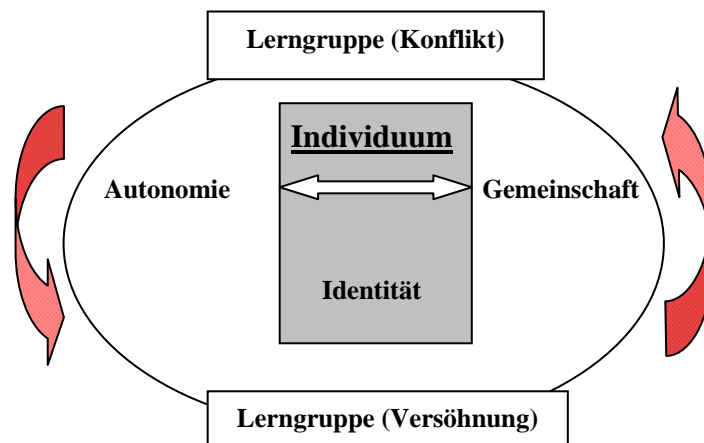 Lerngruppe (Konflikt)
Individuum
Autonomie
Gemeinschaft
Identität
Lerngruppe (Versöhnung)